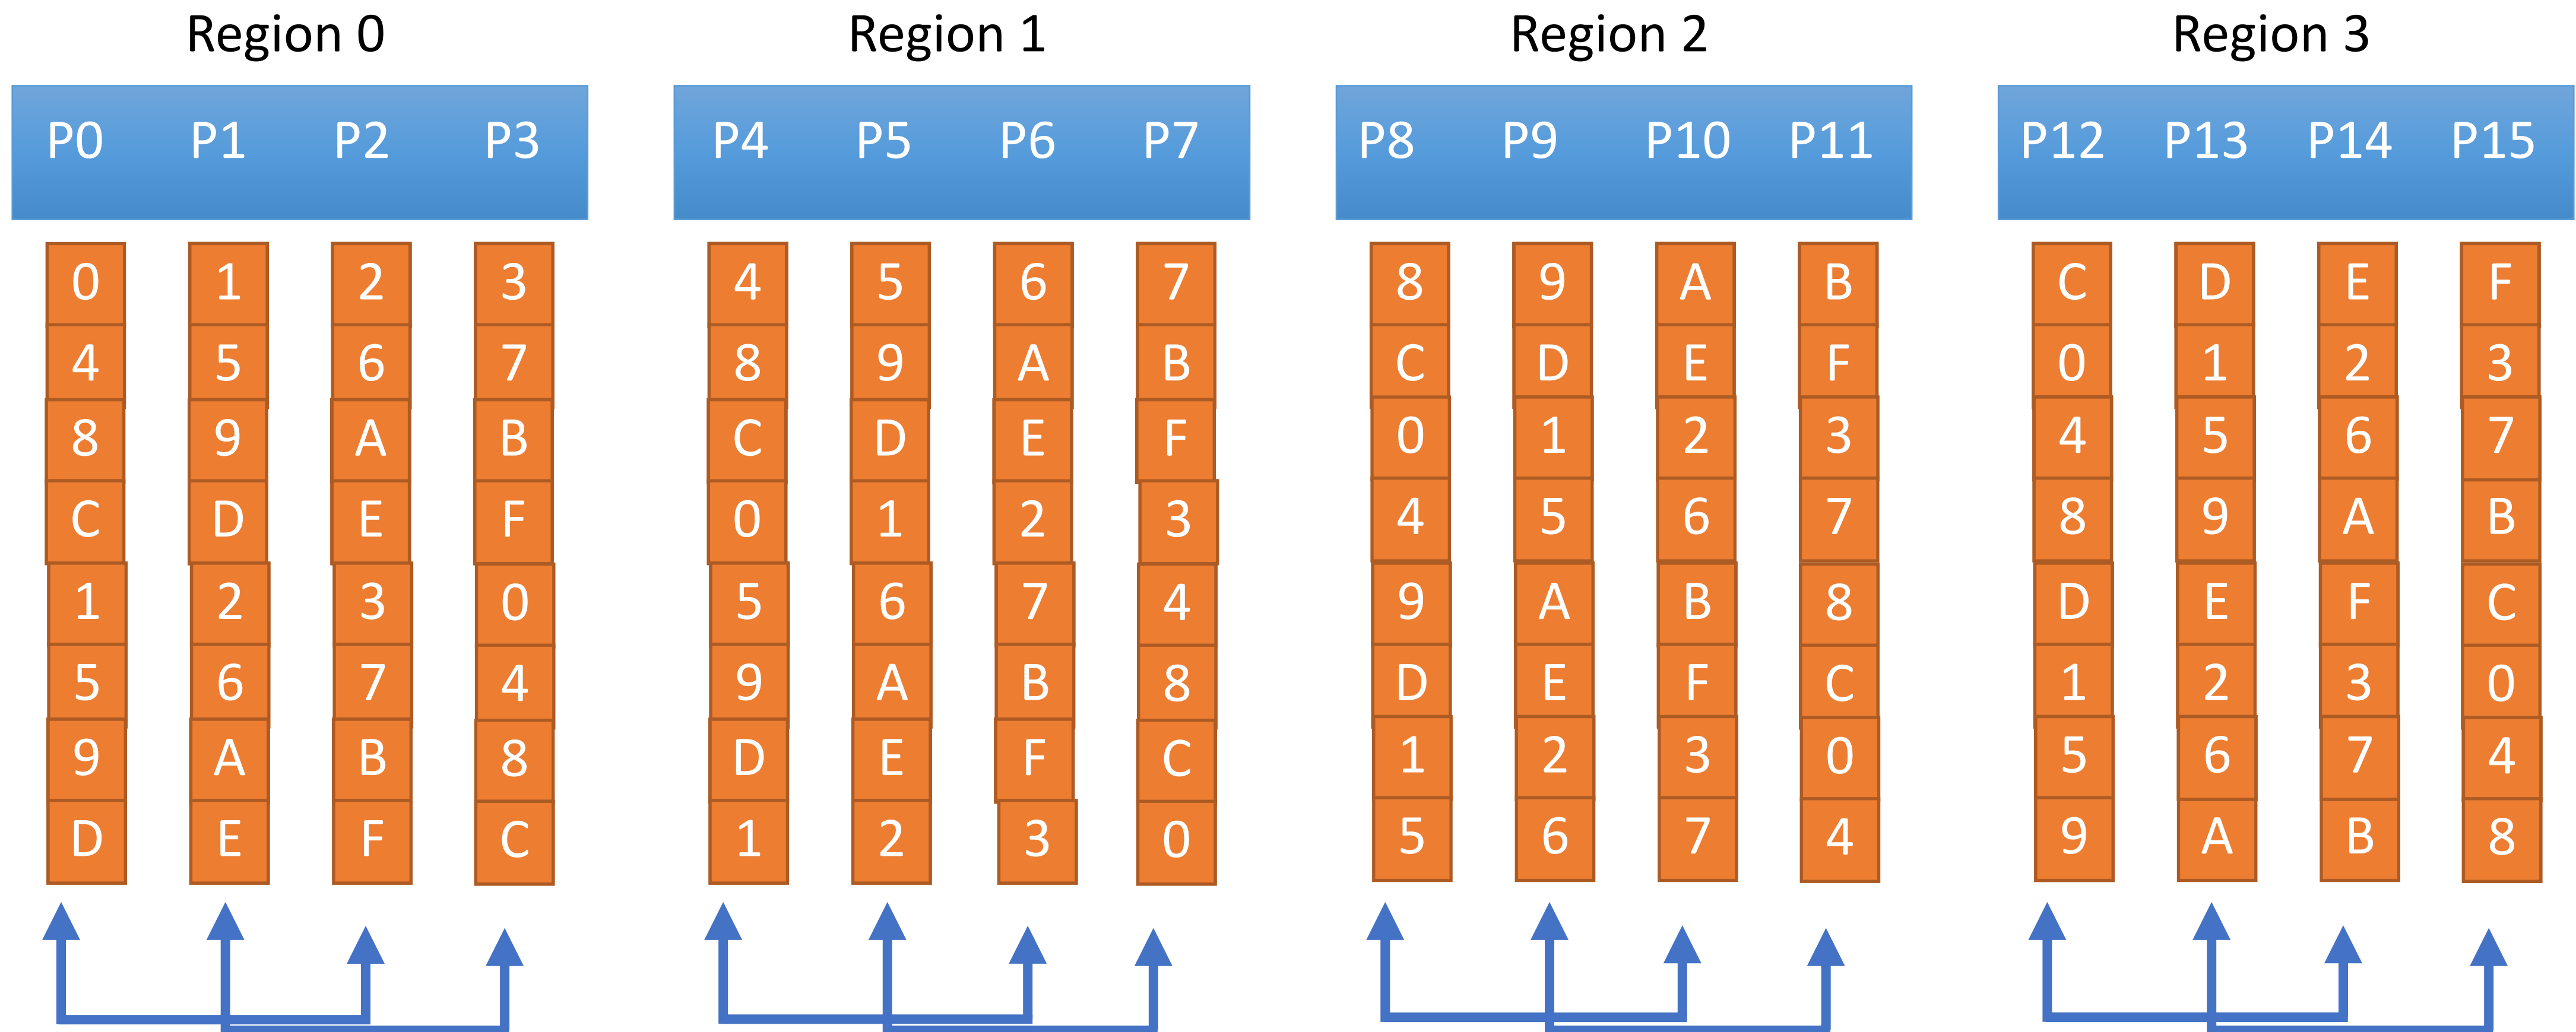 Region 0 Region 1 Region 2 Region 3
P0 P1 P2 P3 P4 P5 P6 P7 P8 P9 P10 P11 P12 P13 P14 P15
0 1 2 3 4 5 6 7 8 9 A B C D E F
4 5 6 7 8 9 A B C D E F 0 1 2 3
8 9 A B C D E F 0 1 2 3 4 5 6 7
C D E F 0 1 2 3 4 5 6 7 8 9 A B
1 2 3 0 5 6 7 4 9 A B 8 D E F C
5 6 7 4 9 A B 8 D E F C 1 2 3 0
9 A B 8 D E F C 1 2 3 0 5 6 7 4
D E F C 1 2 3 0 5 6 7 4 9 A B 8